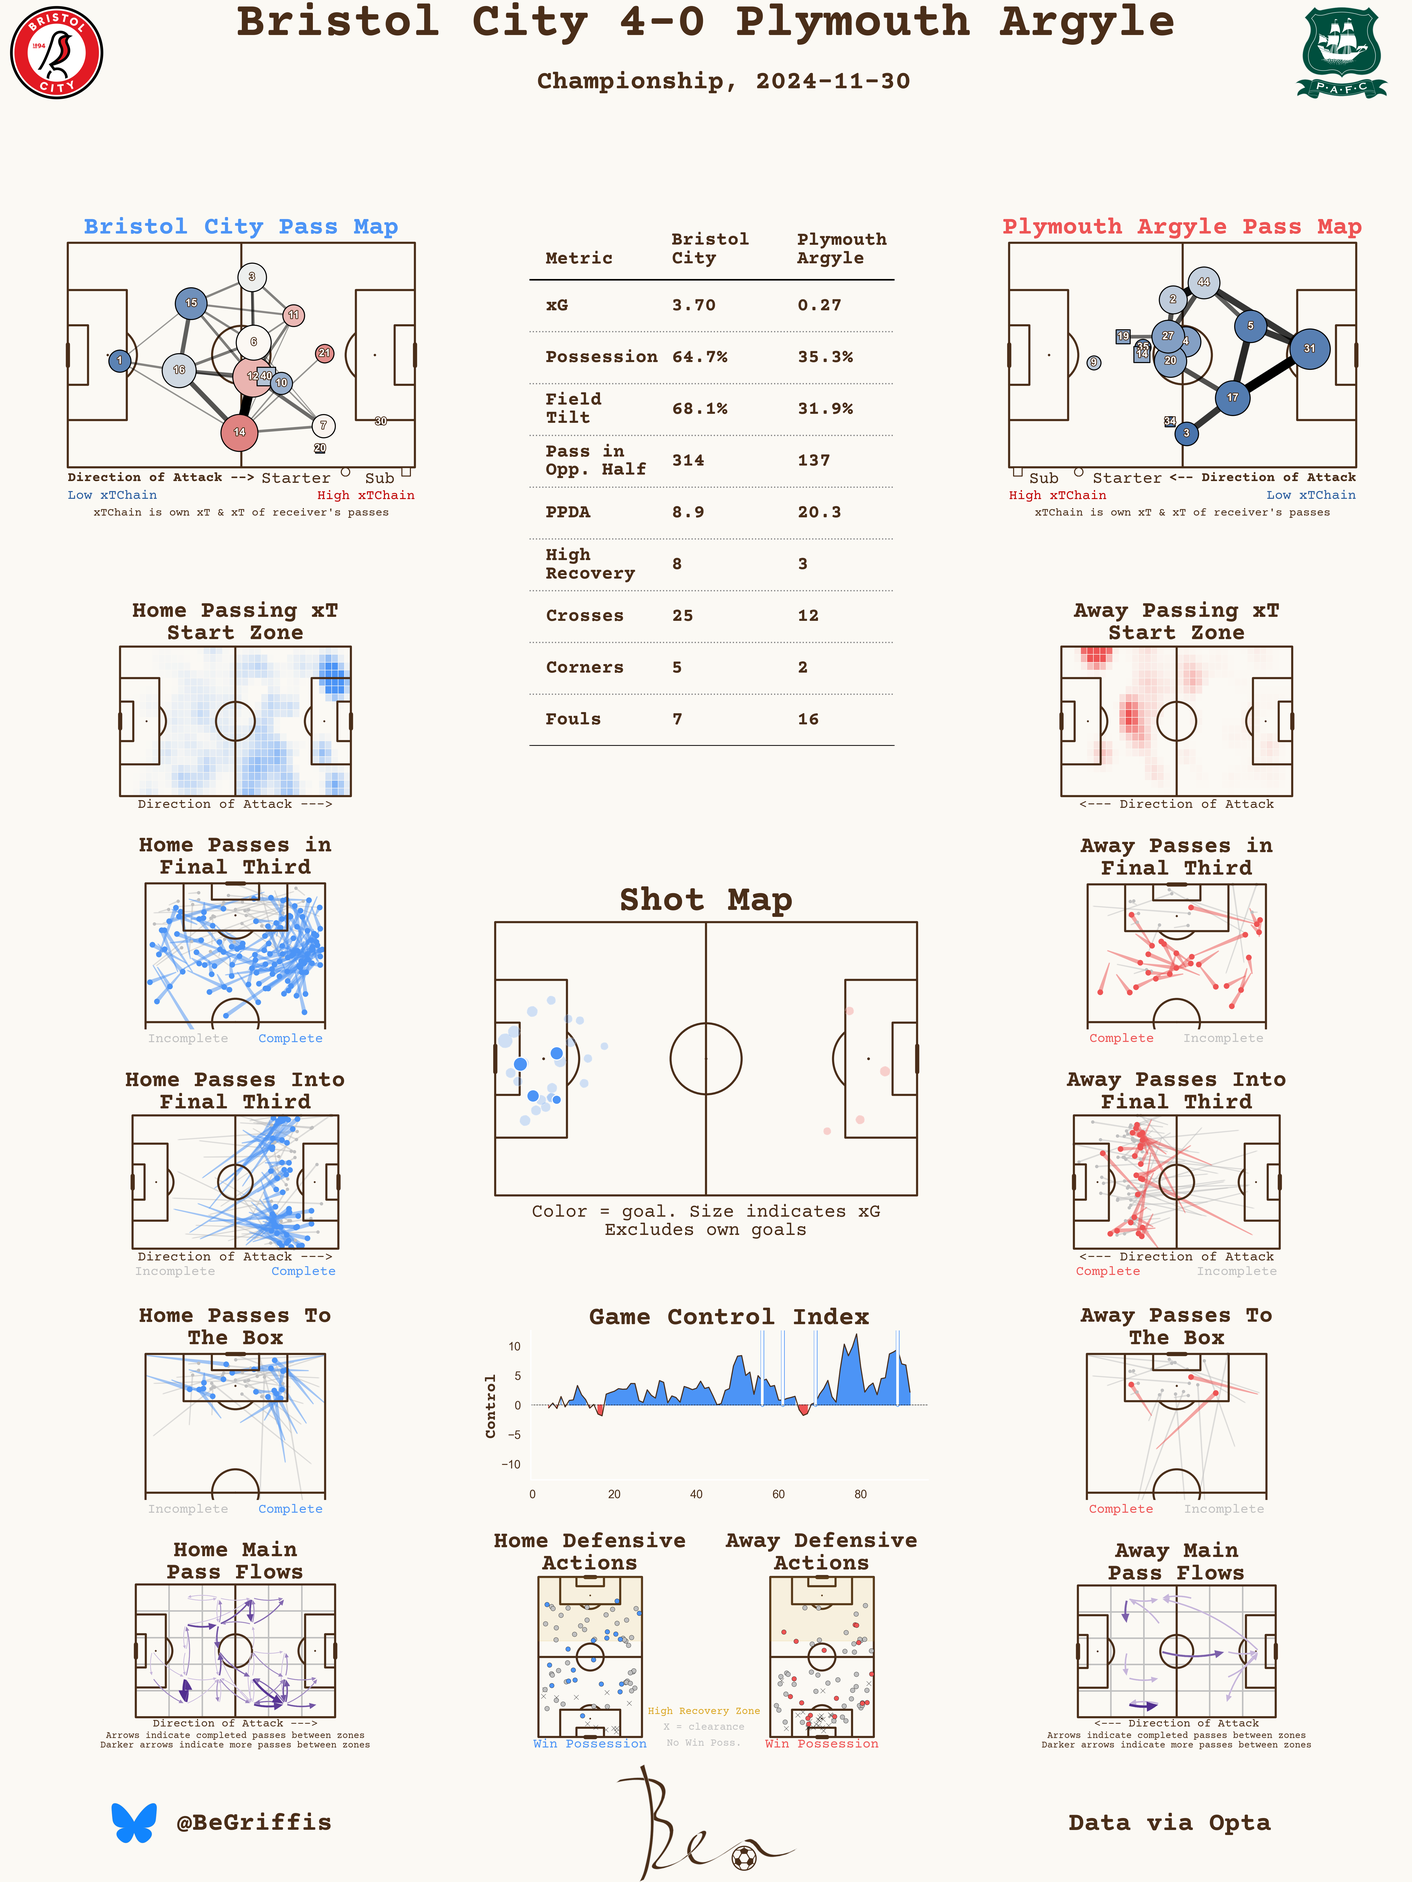 Bristol City 4-0 Plymouth Argyle
Championship, 2024-11-30
BRISTOL
1894
CITY
P.A.F.C
Bristol City Pass Map
3
15
11
6
21
1
16
12
40
10
14
7
20
30
Direction of Attack --> Starter Sub
Low xTChain High xTChain
xTChain is own xT & xT of receiver's passes
Metric Bristol City Plymouth Argyle
xG 3.70 0.27
Possession 64.7% 35.3%
Field Tilt 68.1% 31.9%
Pass in Opp. Half 314 137
PPDA 8.9 20.3
High Recovery 8 3
Crosses 25 12
Corners 5 2
Fouls 7 16
Plymouth Argyle Pass Map
44
2
5
19
27
4
35
14
20
9
31
17
34
3
Sub Starter <-- Direction of Attack
High xTChain Low xTChain
xTChain is own xT & xT of receiver's passes
Home Passing xT
Start Zone
Direction of Attack --->
Away Passing xT
Start Zone
<--- Direction of Attack
Home Passes in
Final Third
Incomplete Complete
Away Passes in
Final Third
Complete Incomplete
Shot Map
Color = goal. Size indicates xG
Excludes own goals
Home Passes Into
Final Third
Direction of Attack --->
Incomplete Complete
Away Passes Into
Final Third
<--- Direction of Attack
Complete Incomplete
Home Passes To
The Box
Incomplete Complete
Game Control Index
Control
10
5
0
−5
−10
0 20 40 60 80
Away Passes To
The Box
Complete Incomplete
Home Main
Pass Flows
Direction of Attack --->
Arrows indicate completed passes between zones
Darker arrows indicate more passes between zones
Home Defensive
Actions
Win Possession
Away Defensive
Actions
Win Possession
High Recovery Zone
X = clearance
No Win Poss.
Away Main
Pass Flows
<--- Direction of Attack
Arrows indicate completed passes between zones
Darker arrows indicate more passes between zones
@BeGriffis
Ben
Data via Opta